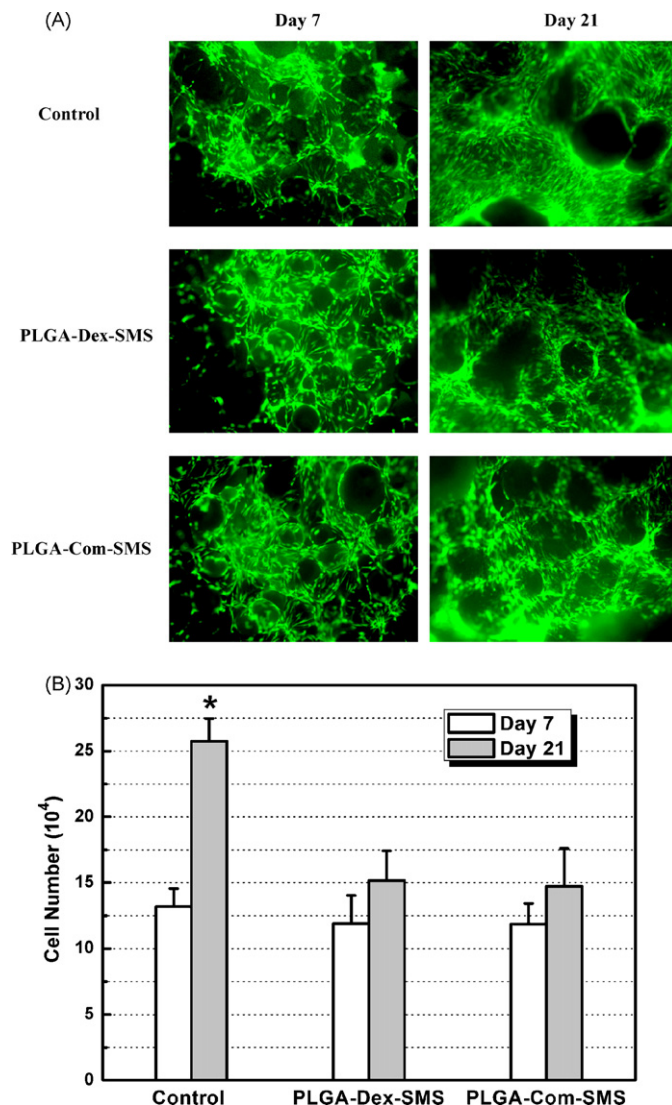 (A)
Day 7
Day 21
Control
PLGA-Dex-SMS
PLGA-Com-SMS
(B)
30
25
20
15
10
5
0
Cell Number (10⁴)
*
Day 7
Day 21
Control
PLGA-Dex-SMS
PLGA-Com-SMS